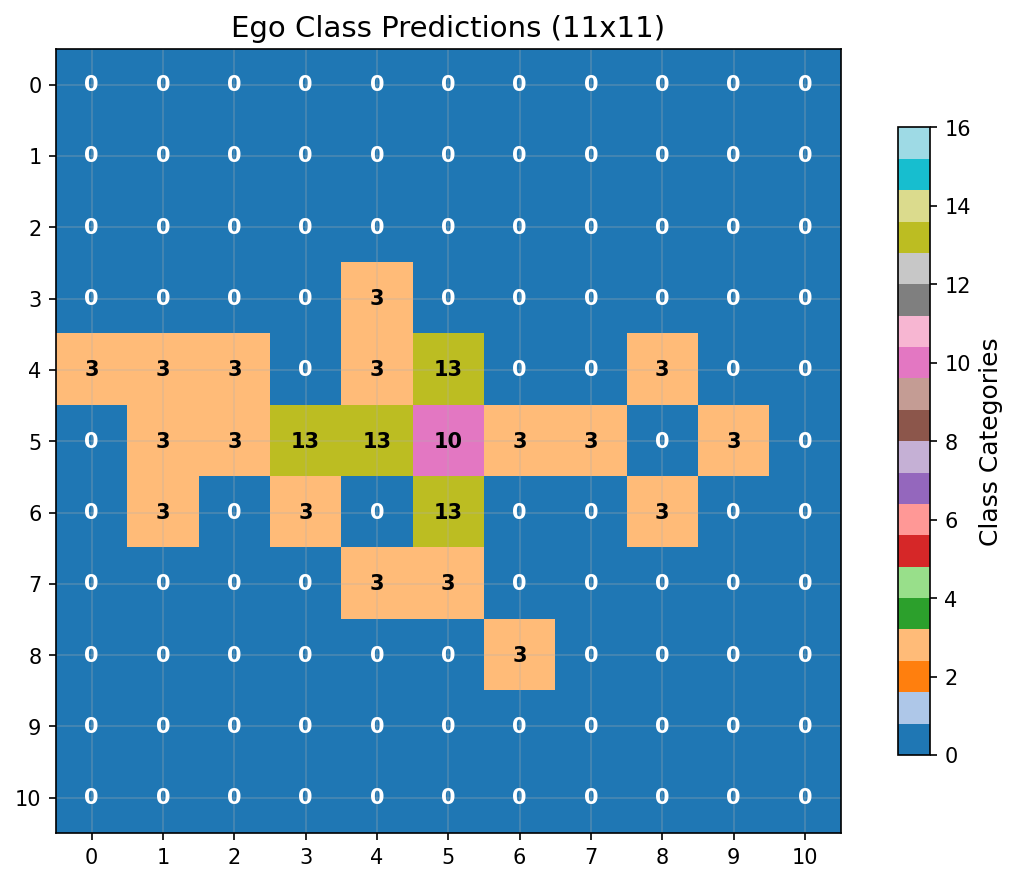 Ego Class Predictions (11x11)
0 0 0 0 0 0 0 0 0 0 0 0
1 0 0 0 0 0 0 0 0 0 0 0
2 0 0 0 0 0 0 0 0 0 0 0
3 0 0 0 0 3 0 0 0 0 0 0
4 3 3 3 0 3 13 0 0 3 0 0
5 0 3 3 13 13 10 3 3 0 3 0
6 0 3 0 3 0 13 0 0 3 0 0
7 0 0 0 0 3 3 0 0 0 0 0
8 0 0 0 0 0 0 3 0 0 0 0
9 0 0 0 0 0 0 0 0 0 0 0
10 0 0 0 0 0 0 0 0 0 0 0
0 1 2 3 4 5 6 7 8 9 10
16
14
12
10
8
6
4
2
0
Class Categories